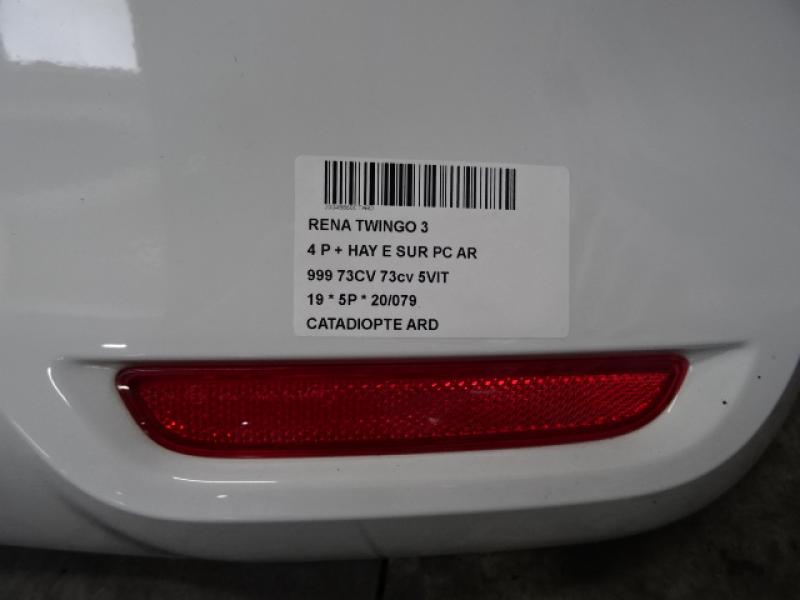 RENA TWINGO 3
4 P + HAY E SUR PC AR
999 73CV 73cv 5VIT
19 * 5P * 20/079
CATADIOPTE ARD